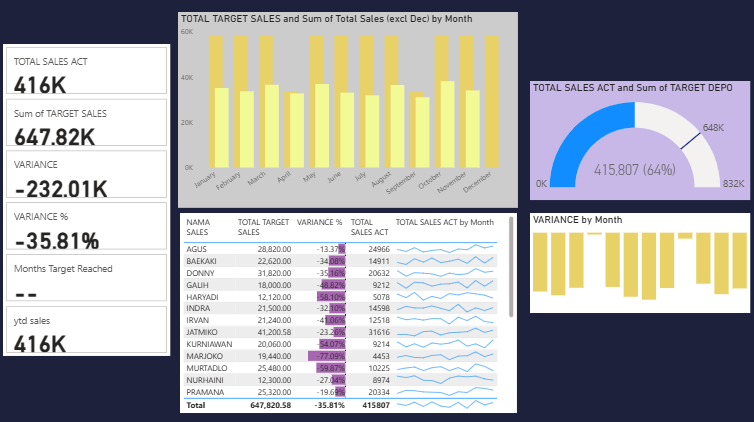 TOTAL SALES ACT
416K
Sum of TARGET SALES
647.82K
VARIANCE
-232.01K
VARIANCE %
-35.81%
Months Target Reached
--
ytd sales
416K
TOTAL TARGET SALES and Sum of Total Sales (excl Dec) by Month
60K
40K
20K
0K
January February March April May June July August September October November December
NAMA SALES TOTAL TARGET SALES VARIANCE % TOTAL SALES ACT TOTAL SALES ACT by Month
AGUS 28,820.00 -13.37% 24966
BAEKAKI 22,620.00 -34.08% 14911
DONNY 31,820.00 -35.16% 20632
GALIH 18,000.00 -48.82% 9212
HARYADI 12,120.00 -58.10% 5078
INDRA 21,500.00 -32.10% 14598
IRVAN 21,240.00 -41.06% 12518
JATMIKO 41,200.58 -23.26% 31616
KURNIAWAN 20,060.00 -54.07% 9214
MARJOKO 19,440.00 -77.09% 4453
MURTADLO 25,480.00 -59.87% 10225
NURHAINI 12,300.00 -27.04% 8974
PRAMANA 25,320.00 -19.69% 20334
Total 647,820.58 -35.81% 415807
TOTAL SALES ACT and Sum of TARGET DEPO
648K
415,807 (64%)
0K 832K
VARIANCE by Month